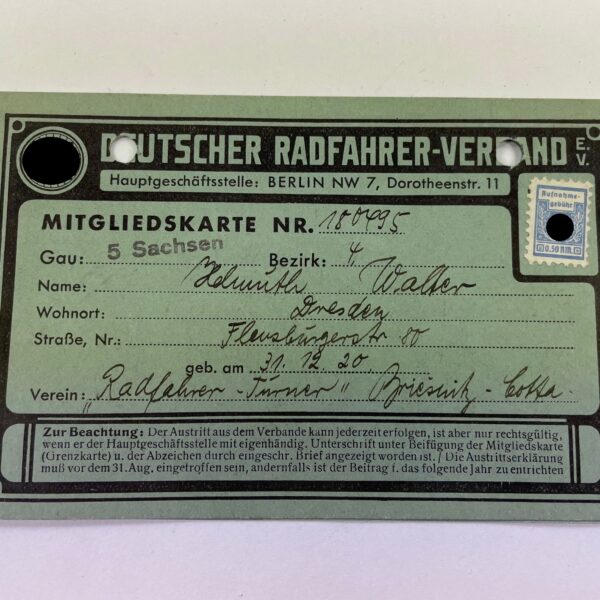 DEUTSCHER RADFAHRER-VERBAND E.V.
Hauptgeschäftsstelle: BERLIN NW 7, Dorotheenstr. 11
Aufnahme-
gebühr
0.50 RM.
MITGLIEDSKARTE NR. 180495
Gau: 5 Sachsen Bezirk: 4.
Name: Helmuth Walter
Wohnort: Dresden
Straße, Nr.: Flensburgerstr 80
geb. am 31.12.20.
Verein: "Radfahrer-Turner" Briesnitz-Cotta
Zur Beachtung: Der Austritt aus dem Verbande kann jederzeit erfolgen, ist aber nur rechtsgültig,
wenn er der Hauptgeschäftsstelle mit eigenhändig. Unterschrift unter Beifügung der Mitgliedskarte
(Grenzkarte) u. der Abzeichen durch eingeschr. Brief angezeigt worden ist. / Die Austrittserklärung
muß vor dem 31. Aug. eingetroffen sein, andernfalls ist der Beitrag f. das folgende Jahr zu entrichten